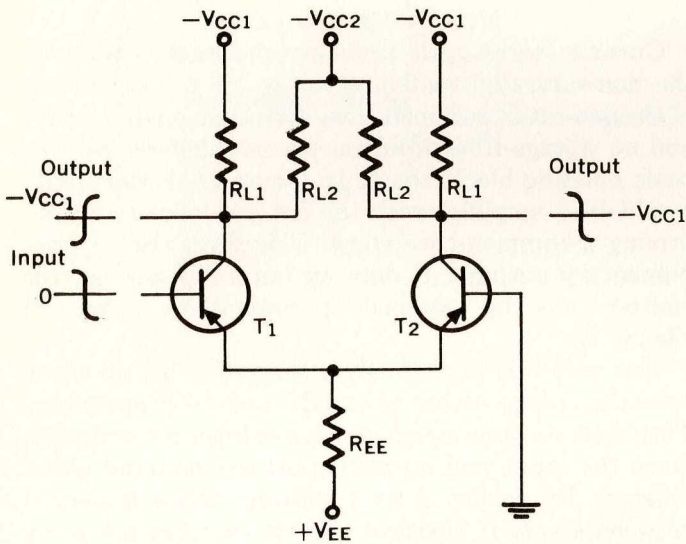 −VCC1
−VCC2
−VCC1
RL1
RL2
RL2
RL1
Output
−VCC1
Output
−VCC1
Input
0
T1
T2
REE
+VEE